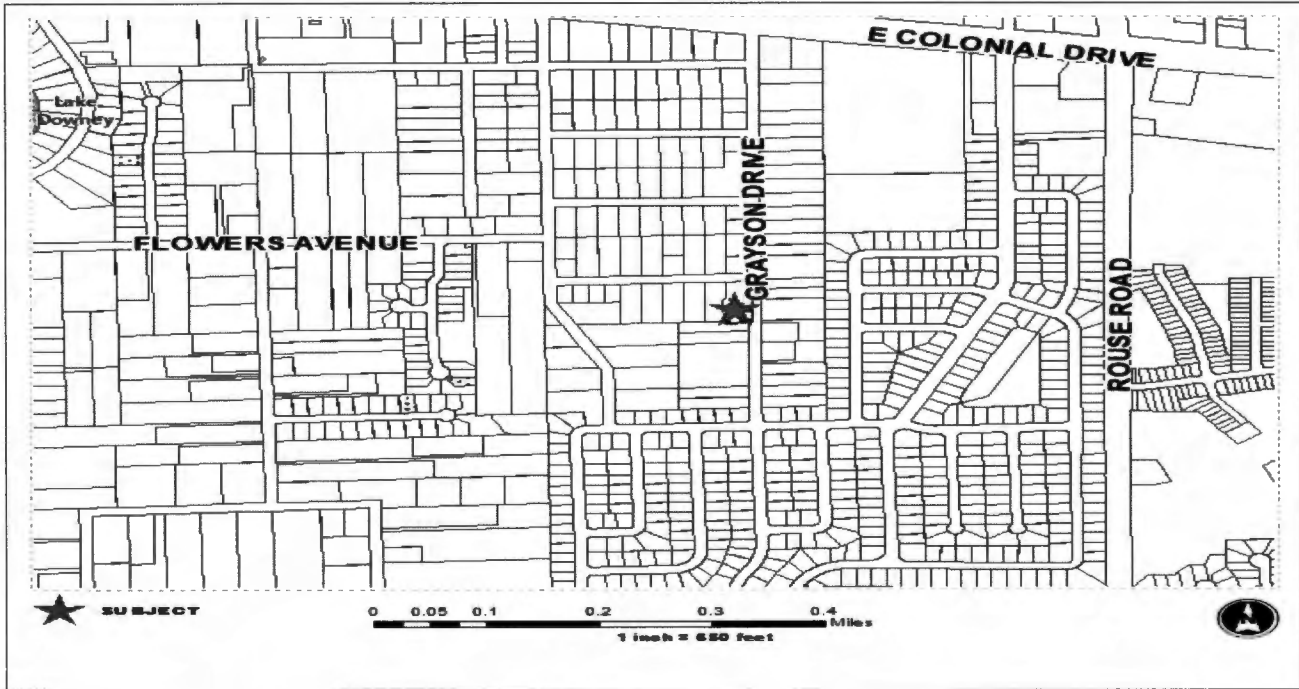 E COLONIAL DRIVE
Lake
Downey
GRAYSON DRIVE
FLOWERS AVENUE
ROUSE ROAD
SUBJECT
0 0.05 0.1 0.2 0.3 0.4
Miles
1 inch = 650 feet
N